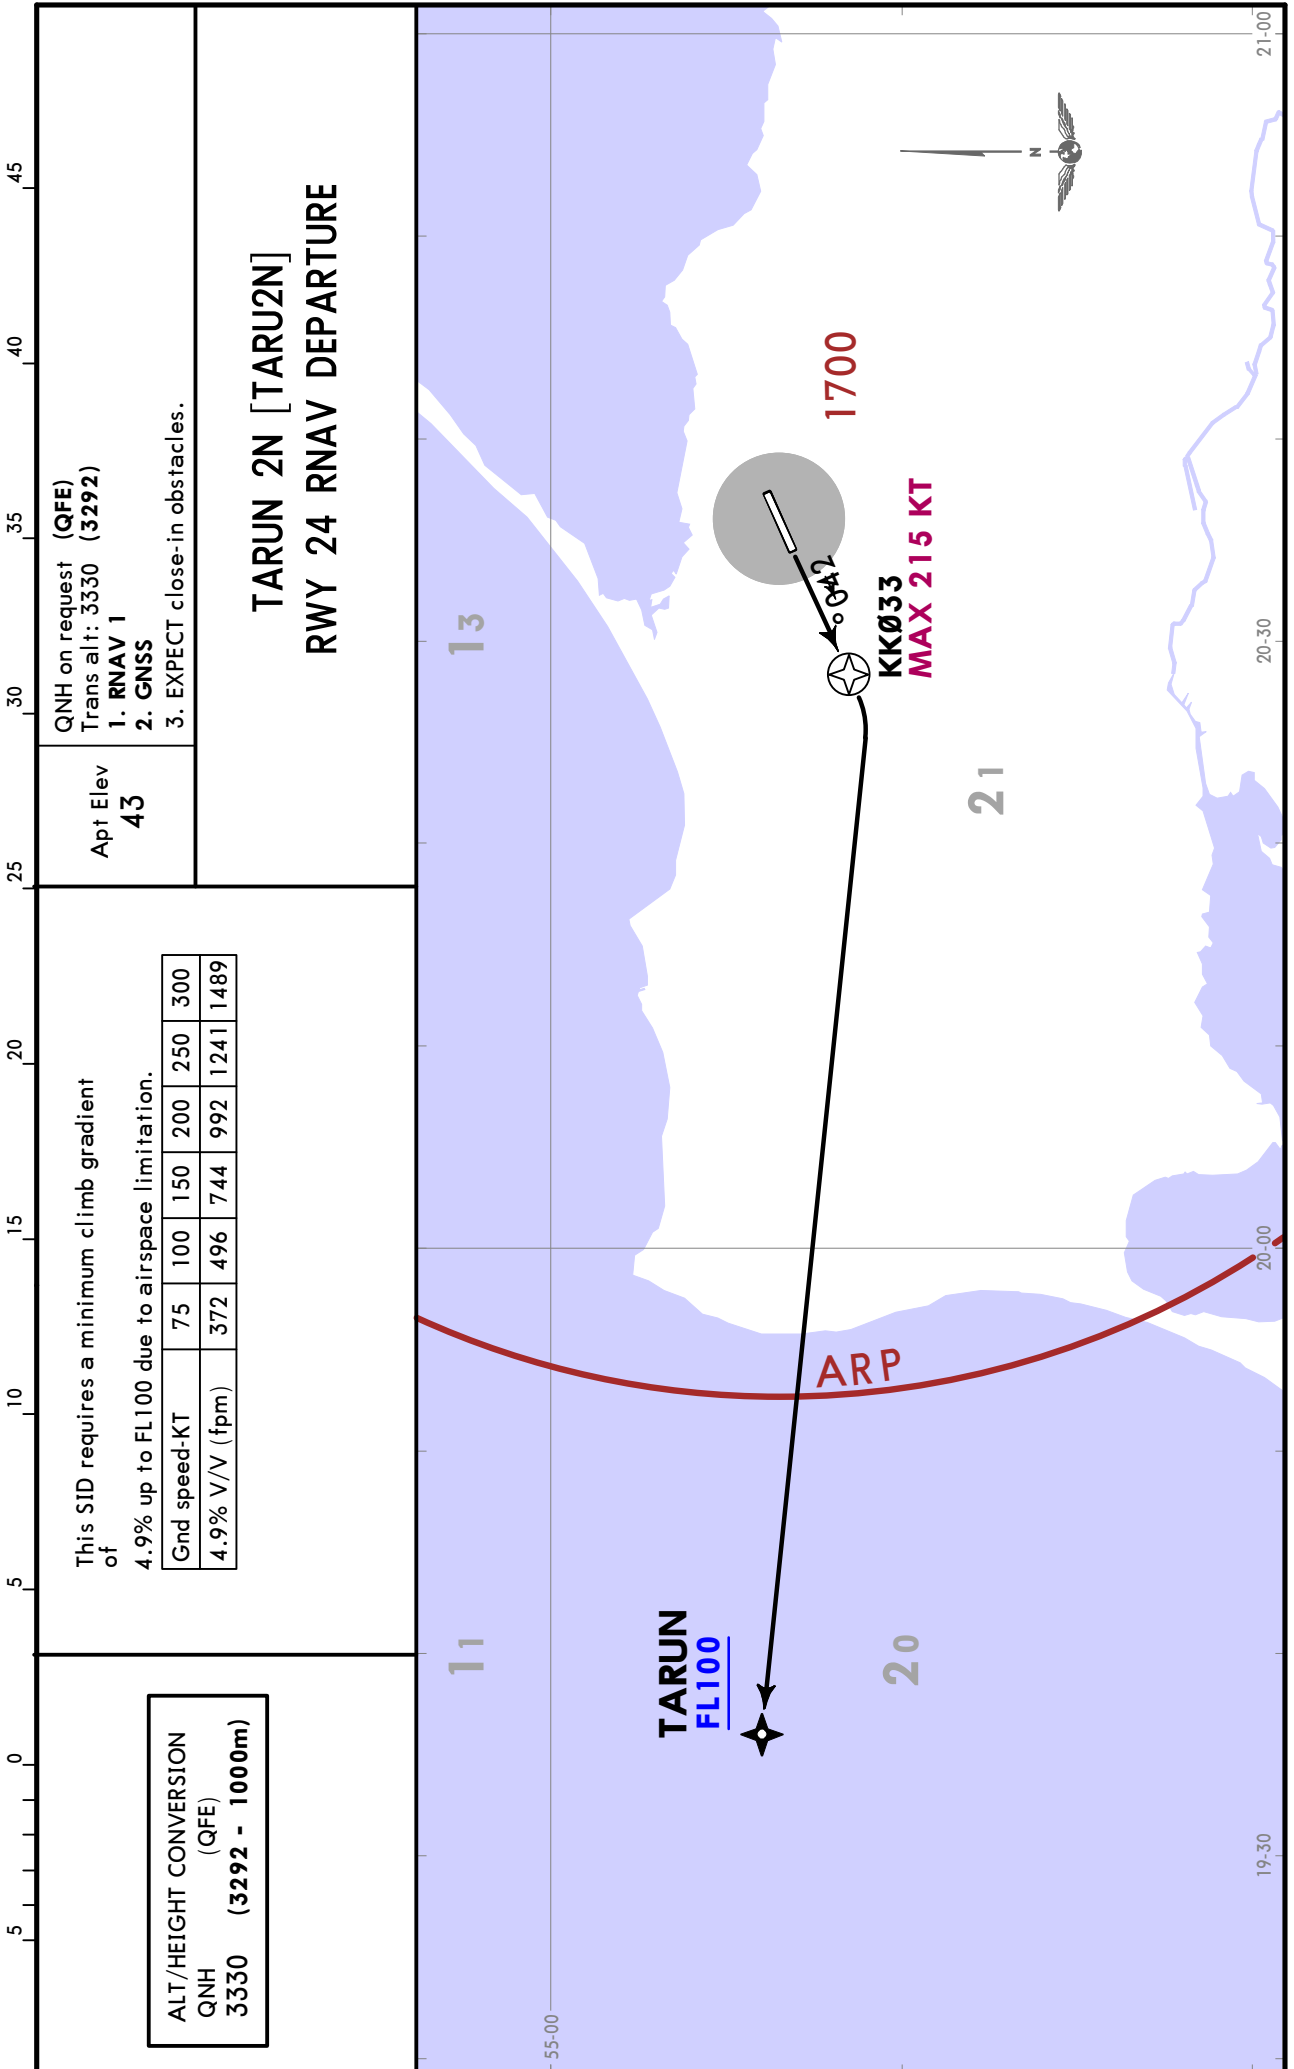 5 0 5 10 15 20 25 30 35 40 45
ALT/HEIGHT CONVERSION
QNH (QFE)
3330 (3292 - 1000m)
This SID requires a minimum climb gradient
of
4.9% up to FL100 due to airspace limitation.
Gnd speed-KT 75 100 150 200 250 300
4.9% V/V (fpm) 372 496 744 992 1241 1489
Apt Elev
43
QNH on request (QFE)
Trans alt: 3330 (3292)
1. RNAV 1
2. GNSS
3. EXPECT close-in obstacles.
TARUN 2N [TARU2N]
RWY 24 RNAV DEPARTURE
55-00
11
13
TARUN
FL100
ARP
20
21
240°
KKØ33
MAX 215 KT
1700
N
19-30
20-00
20-30
21-00